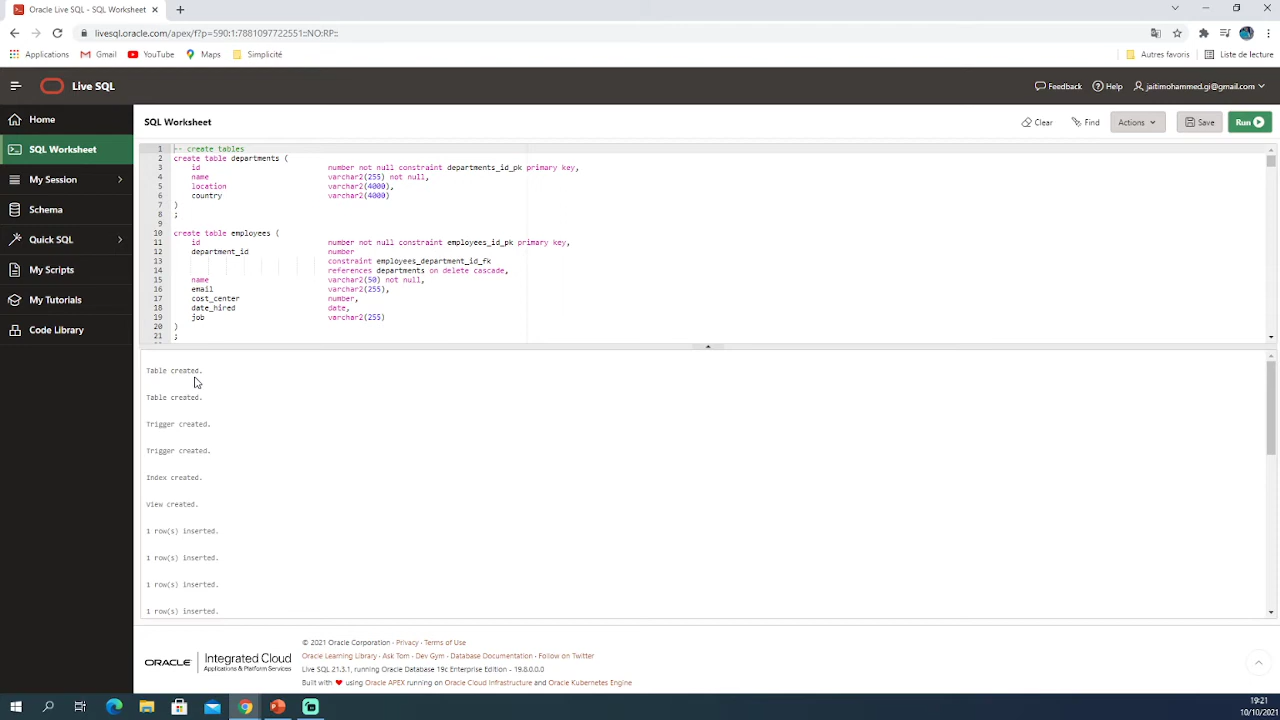 Oracle Live SQL - SQL Worksheet
livesql.oracle.com/apex/f?p=590:1:7881097722551::NO:RP::
Applications
Gmail
YouTube
Maps
Simplicité
Autres favoris
Liste de lecture
Live SQL
Feedback
Help
jaitimohammed.gi@gmail.com
Home
SQL Worksheet
My Session
Schema
Quick SQL
My Scripts
My Tutorials
Code Library
SQL Worksheet
Clear
Find
Actions
Save
Run
1 -- create tables
2 create table departments (
3 id number not null constraint departments_id_pk primary key,
4 name varchar2(255) not null,
5 location varchar2(4000),
6 country varchar2(4000)
7 )
8 ;
9
10 create table employees (
11 id number not null constraint employees_id_pk primary key,
12 department_id number
13 constraint employees_department_id_fk
14 references departments on delete cascade,
15 name varchar2(50) not null,
16 email varchar2(255),
17 cost_center number,
18 date_hired date,
19 job varchar2(255)
20 )
21 ;
Table created.
Table created.
Trigger created.
Trigger created.
Index created.
View created.
1 row(s) inserted.
1 row(s) inserted.
1 row(s) inserted.
1 row(s) inserted.
ORACLE Integrated Cloud
Applications & Platform Services
© 2021 Oracle Corporation · Privacy · Terms of Use
Oracle Learning Library · Ask Tom · Dev Gym · Database Documentation · Follow on Twitter
Live SQL 21.3.1, running Oracle Database 19c Enterprise Edition - 19.8.0.0.0
Built with ❤ using Oracle APEX running on Oracle Cloud Infrastructure and Oracle Kubernetes Engine
19:21
10/10/2021